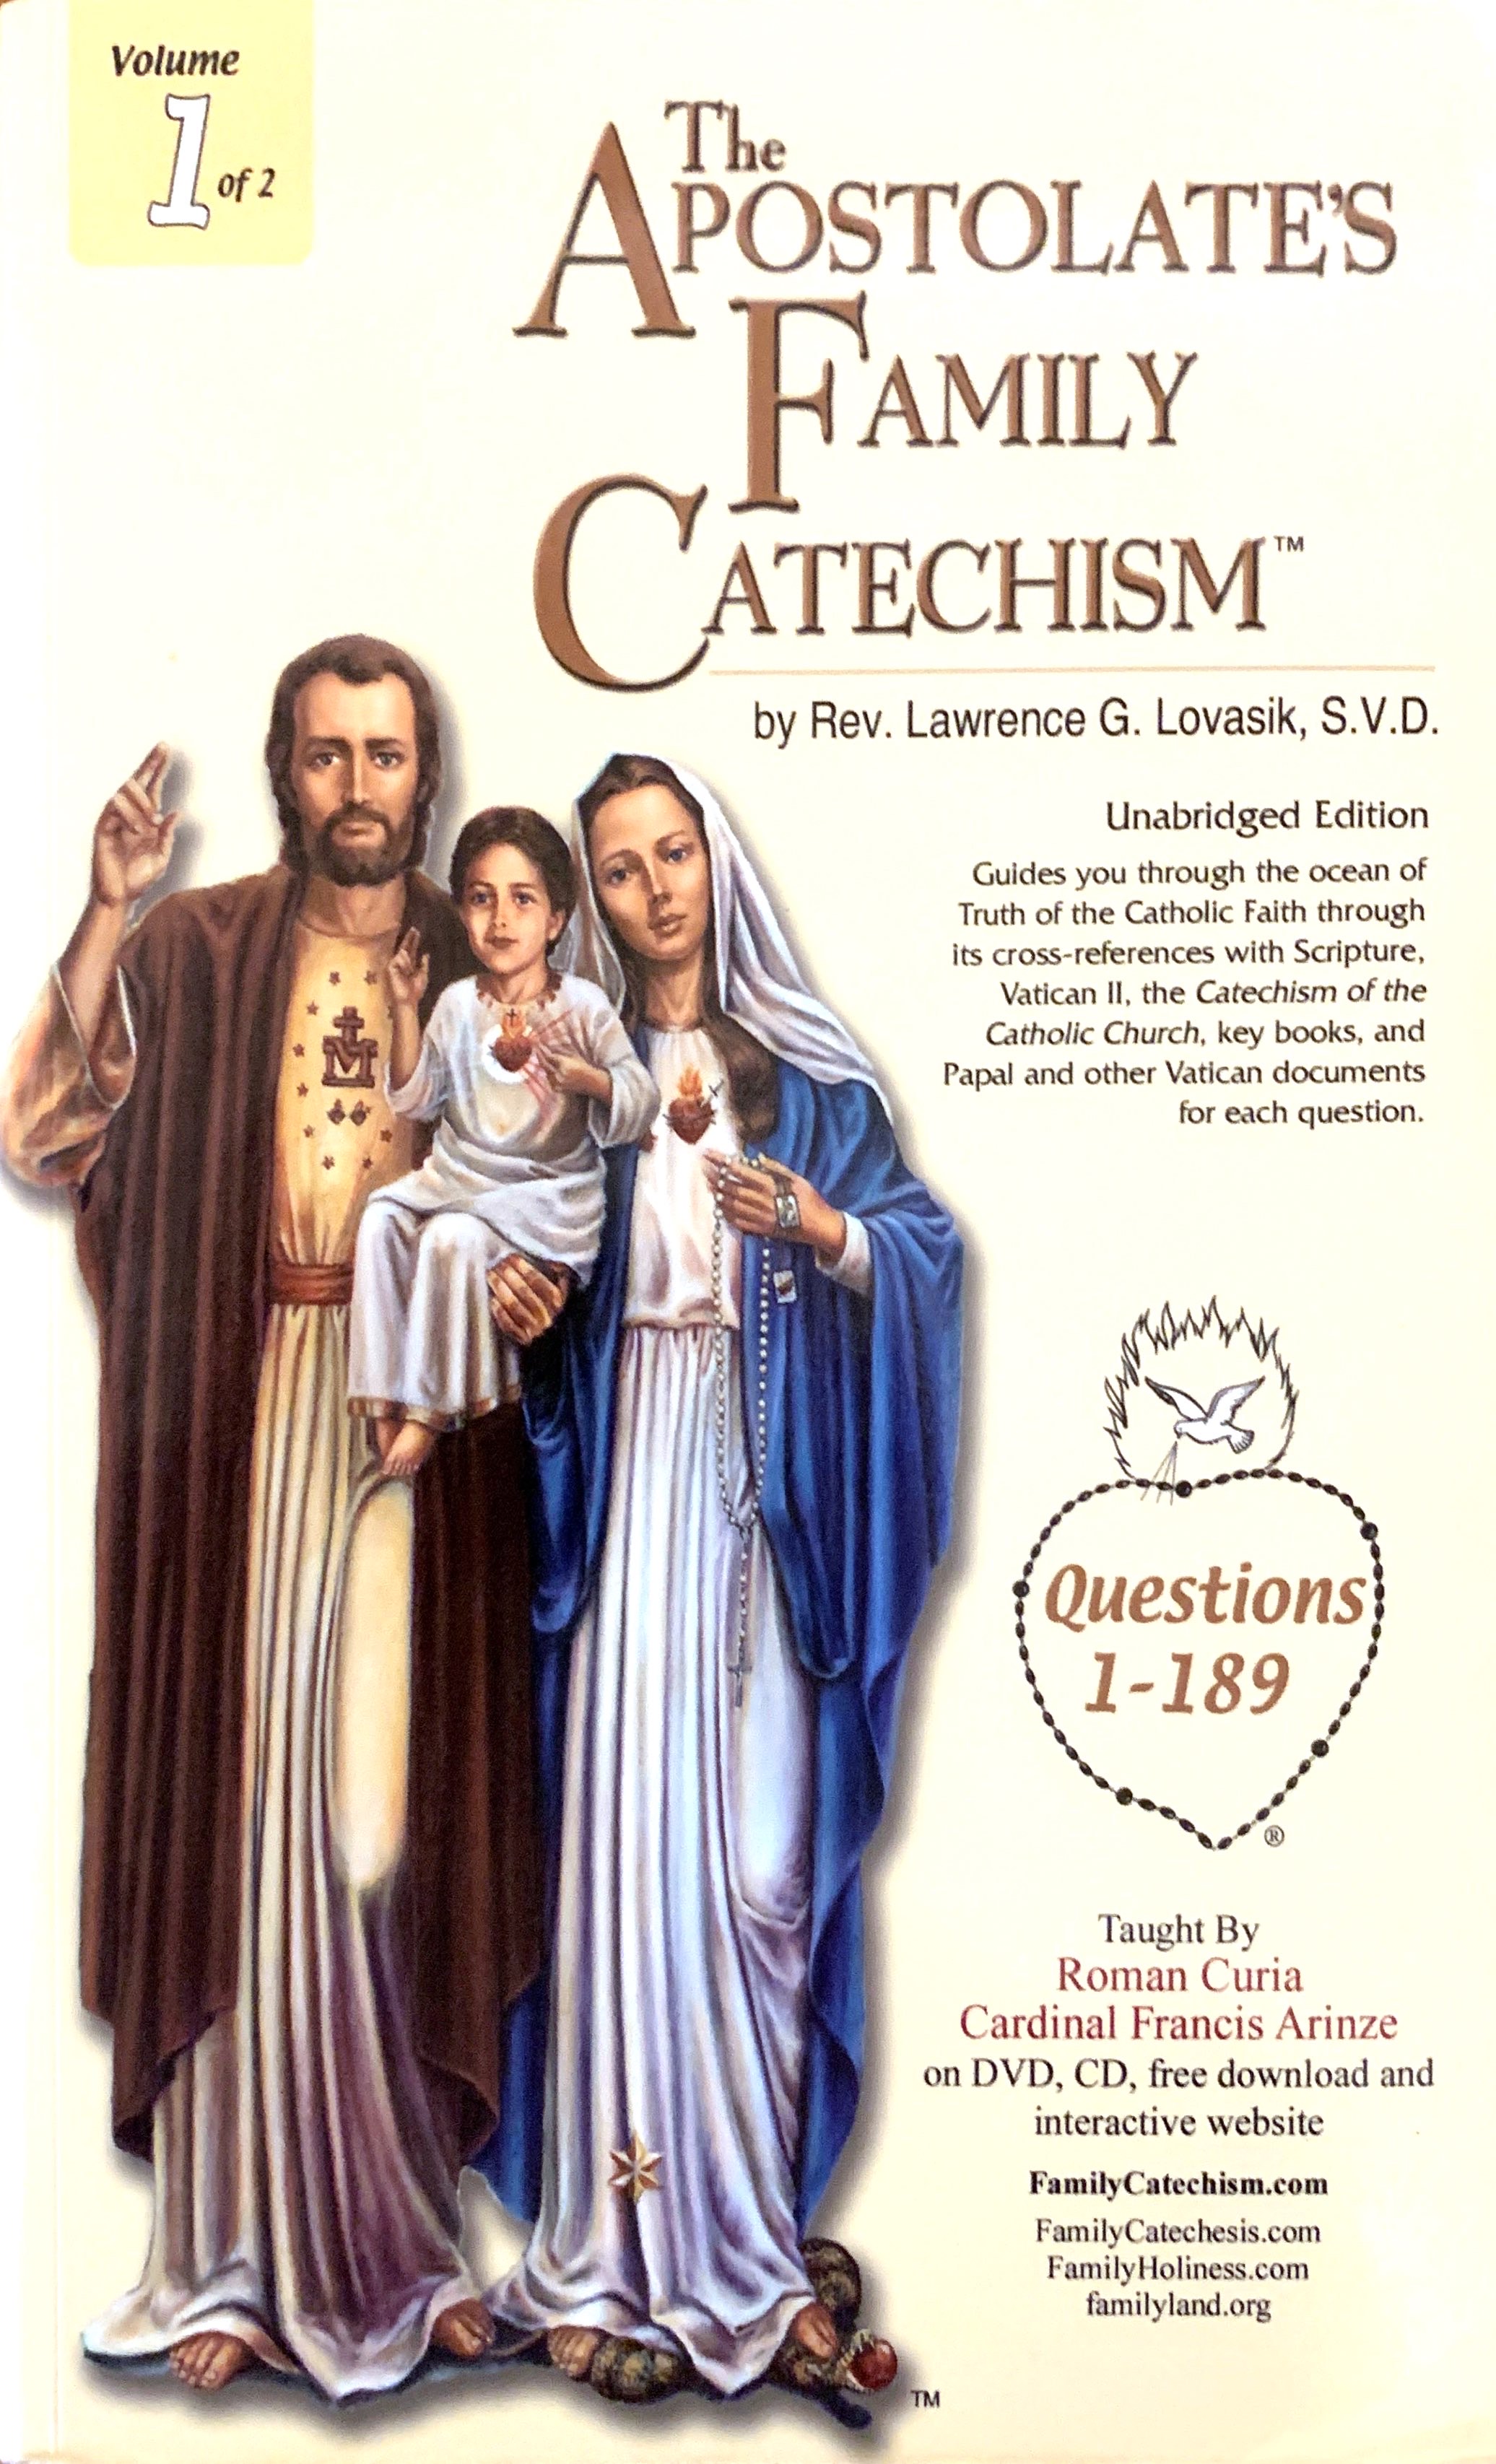 Volume
1 of 2
The
APOSTOLATE'S
FAMILY
CATECHISM™
by Rev. Lawrence G. Lovasik, S.V.D.
Unabridged Edition
Guides you through the ocean of
Truth of the Catholic Faith through
its cross-references with Scripture,
Vatican II, the Catechism of the
Catholic Church, key books, and
Papal and other Vatican documents
for each question.
M
Questions
1-189
®
Taught By
Roman Curia
Cardinal Francis Arinze
on DVD, CD, free download and
interactive website
FamilyCatechism.com
FamilyCatechesis.com
FamilyHoliness.com
familyland.org
TM